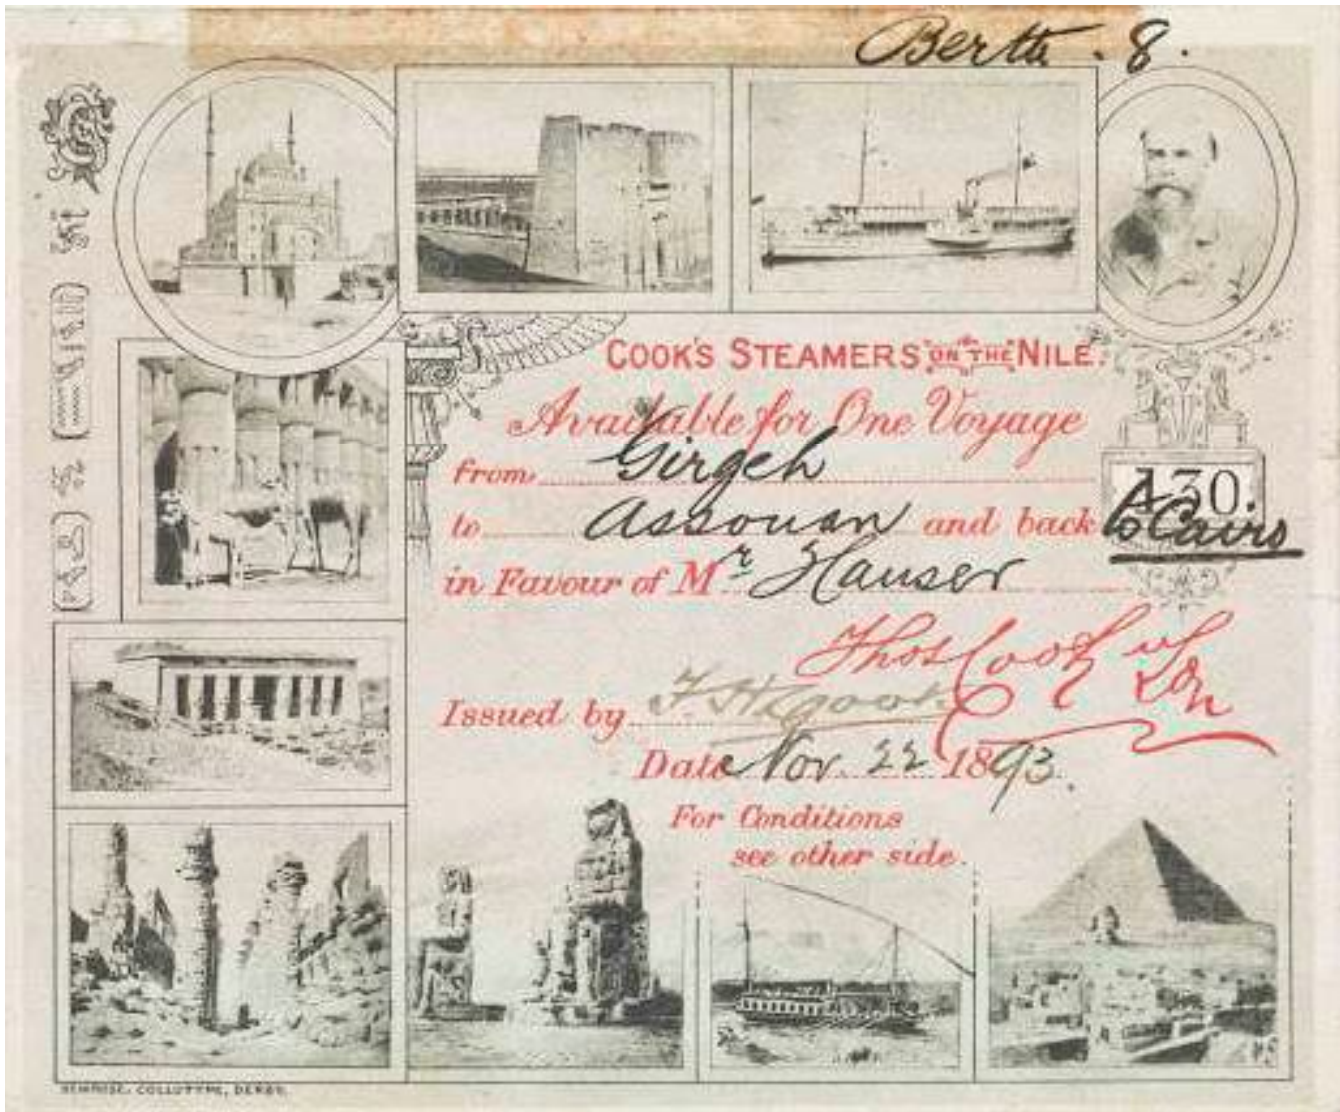 Berth. 8.
COOK'S STEAMERS ON THE NILE.
Available for One Voyage
from Girgeh
to Assouan and back to Cairo
130.
in Favour of Mr. Hauser
Thos Cook & Son
Issued by
Date Nov. 22 1893.
For Conditions
see other side.
BEMROSE, COLLOTYPE, DERBY.